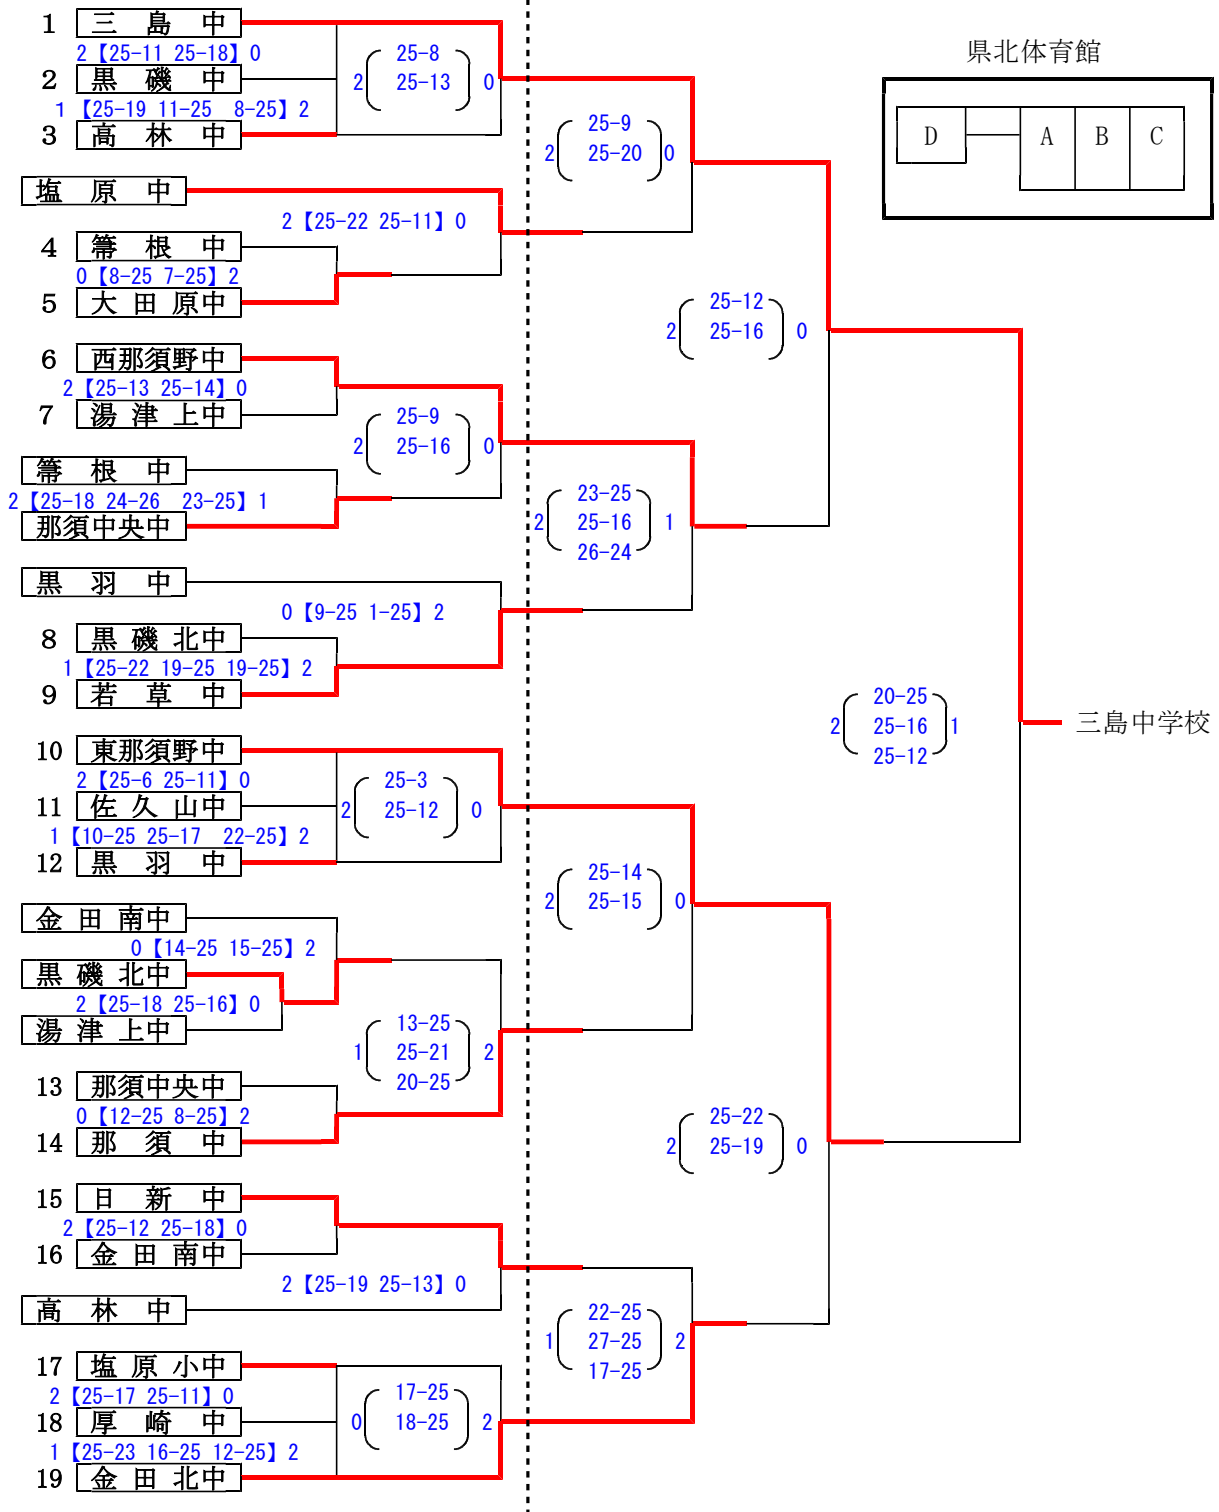 1 三島中
2【25-11 25-18】0
2 黒磯中
1【25-19 11-25 8-25】2
3 高林中
25-8
2 25-13 0
県北体育館
D A B C
25-9
2 25-20 0
塩原中
2【25-22 25-11】0
4 箒根中
0【8-25 7-25】2
5 大田原中
25-12
2 25-16 0
6 西那須野中
2【25-13 25-14】0
7 湯津上中
25-9
2 25-16 0
箒根中
2【25-18 24-26 23-25】1
那須中央中
23-25
2 25-16 1
26-24
黒羽中
0【9-25 1-25】2
8 黒磯北中
1【25-22 19-25 19-25】2
9 若草中
20-25
2 25-16 1
25-12
三島中学校
10 東那須野中
2【25-6 25-11】0
11 佐久山中
1【10-25 25-17 22-25】2
12 黒羽中
25-3
2 25-12 0
25-14
2 25-15 0
金田南中
0【14-25 15-25】2
黒磯北中
2【25-18 25-16】0
湯津上中
13-25
1 25-21 2
20-25
13 那須中央中
0【12-25 8-25】2
14 那須中
25-22
2 25-19 0
15 日新中
2【25-12 25-18】0
16 金田南中
2【25-19 25-13】0
高林中
22-25
1 27-25 2
17-25
17 塩原小中
2【25-17 25-11】0
18 厚崎中
1【25-23 16-25 12-25】2
19 金田北中
17-25
0 18-25 2